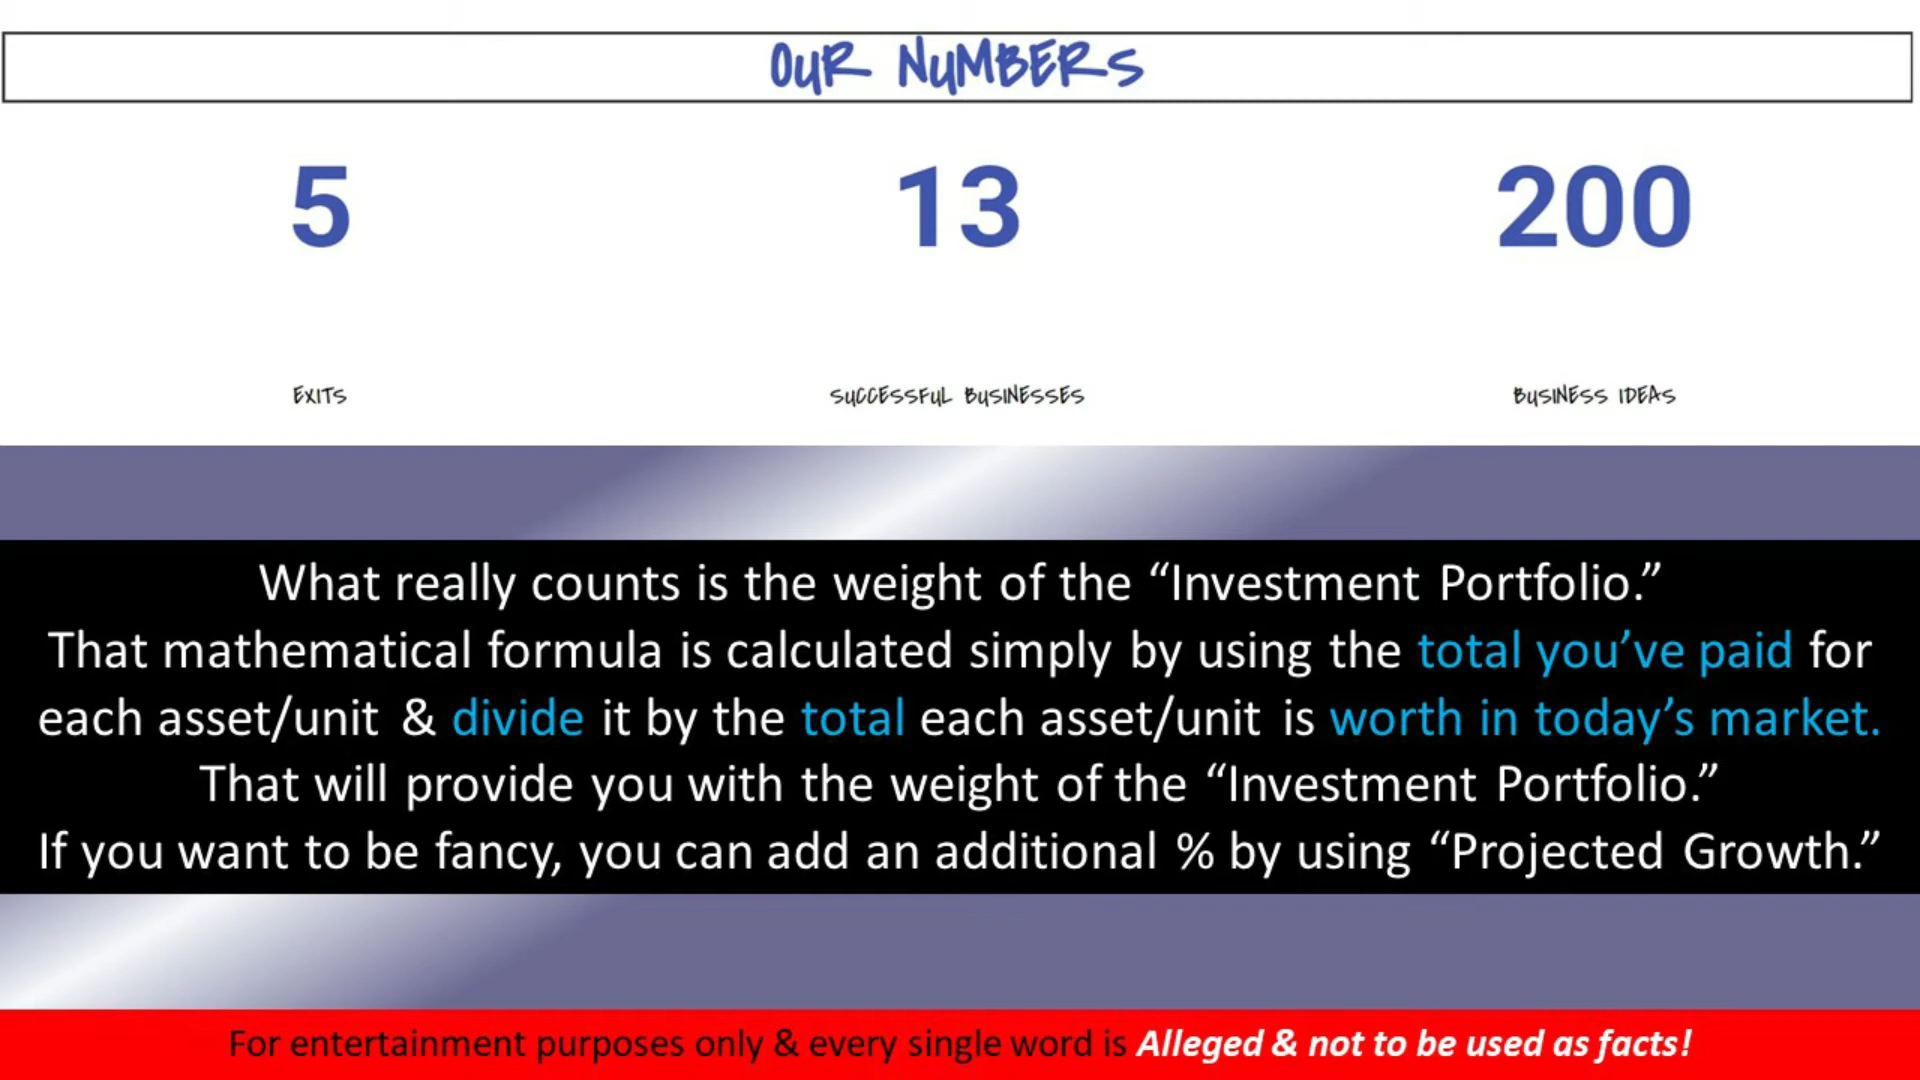 OUR NUMBERS
5 13 200
EXITS SUCCESSFUL BUSINESSES BUSINESS IDEAS
What really counts is the weight of the “Investment Portfolio.”
That mathematical formula is calculated simply by using the total you’ve paid for
each asset/unit & divide it by the total each asset/unit is worth in today’s market.
That will provide you with the weight of the “Investment Portfolio.”
If you want to be fancy, you can add an additional % by using “Projected Growth.”
For entertainment purposes only & every single word is Alleged & not to be used as facts!